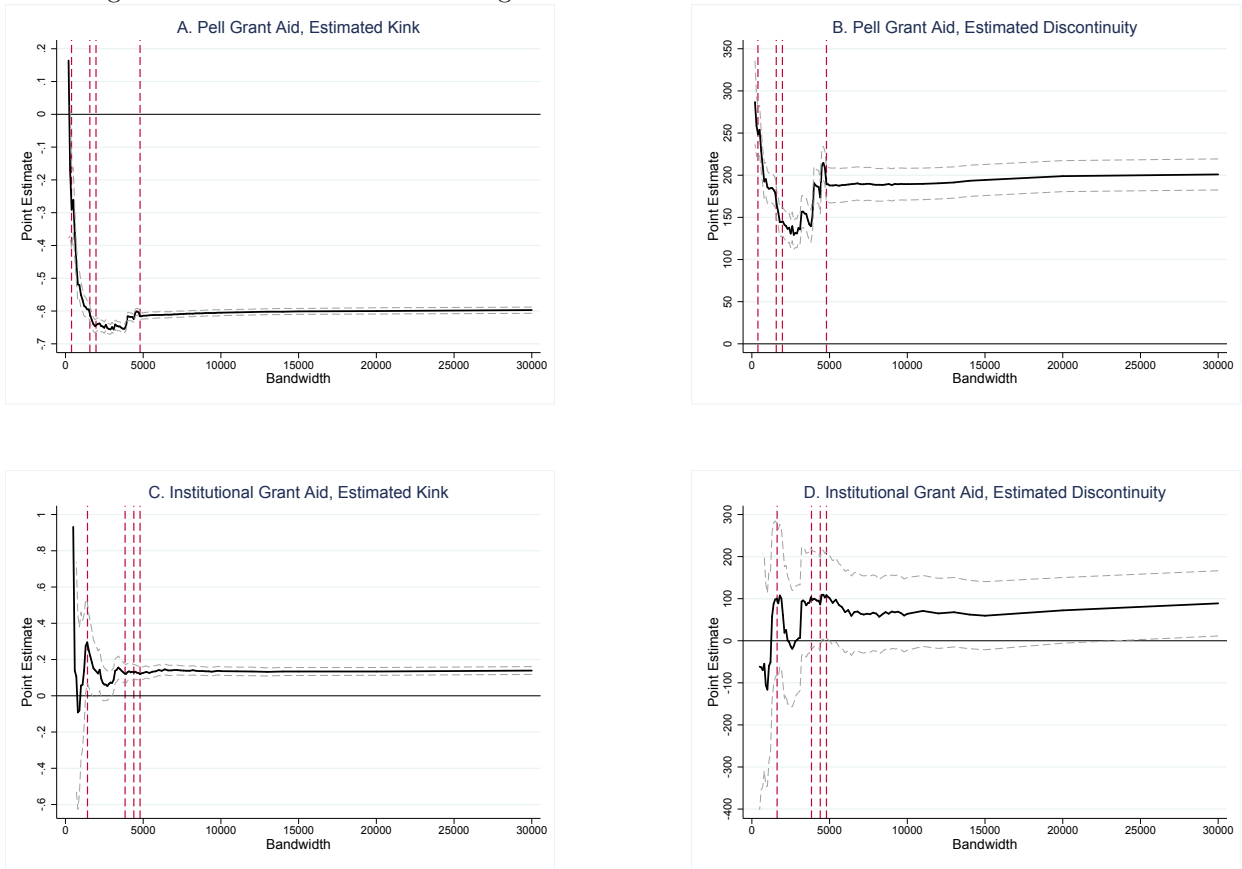 A. Pell Grant Aid, Estimated Kink
Point Estimate
.2
.1
0
-.1
-.2
-.3
-.4
-.5
-.6
-.7
0 5000 10000 15000 20000 25000 30000
Bandwidth
B. Pell Grant Aid, Estimated Discontinuity
Point Estimate
350
300
250
200
150
100
50
0
0 5000 10000 15000 20000 25000 30000
Bandwidth
C. Institutional Grant Aid, Estimated Kink
Point Estimate
1
.8
.6
.4
.2
0
-.2
-.4
-.6
0 5000 10000 15000 20000 25000 30000
Bandwidth
D. Institutional Grant Aid, Estimated Discontinuity
Point Estimate
300
200
100
0
-100
-200
-300
-400
0 5000 10000 15000 20000 25000 30000
Bandwidth